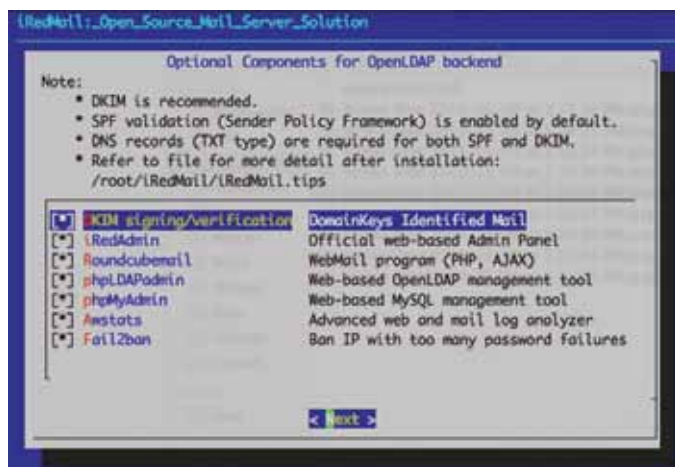 iRedMail:_Open_Source_Mail_Server_Solution
Optional Components for OpenLDAP backend
Note:
* DKIM is recommended.
* SPF validation (Sender Policy Framework) is enabled by default.
* DNS records (TXT type) are required for both SPF and DKIM.
* Refer to file for more detail after installation:
/root/iRedMail/iRedMail.tips
[*] DKIM signing/verification DomainKeys Identified Mail
[*] iRedAdmin Official web-based Admin Panel
[*] Roundcubemail WebMail program (PHP, AJAX)
[*] phpLDAPadmin Web-based OpenLDAP management tool
[*] phpMyAdmin Web-based MySQL management tool
[*] Awstats Advanced web and mail log analyzer
[*] Fail2ban Ban IP with too many password failures
< Next >